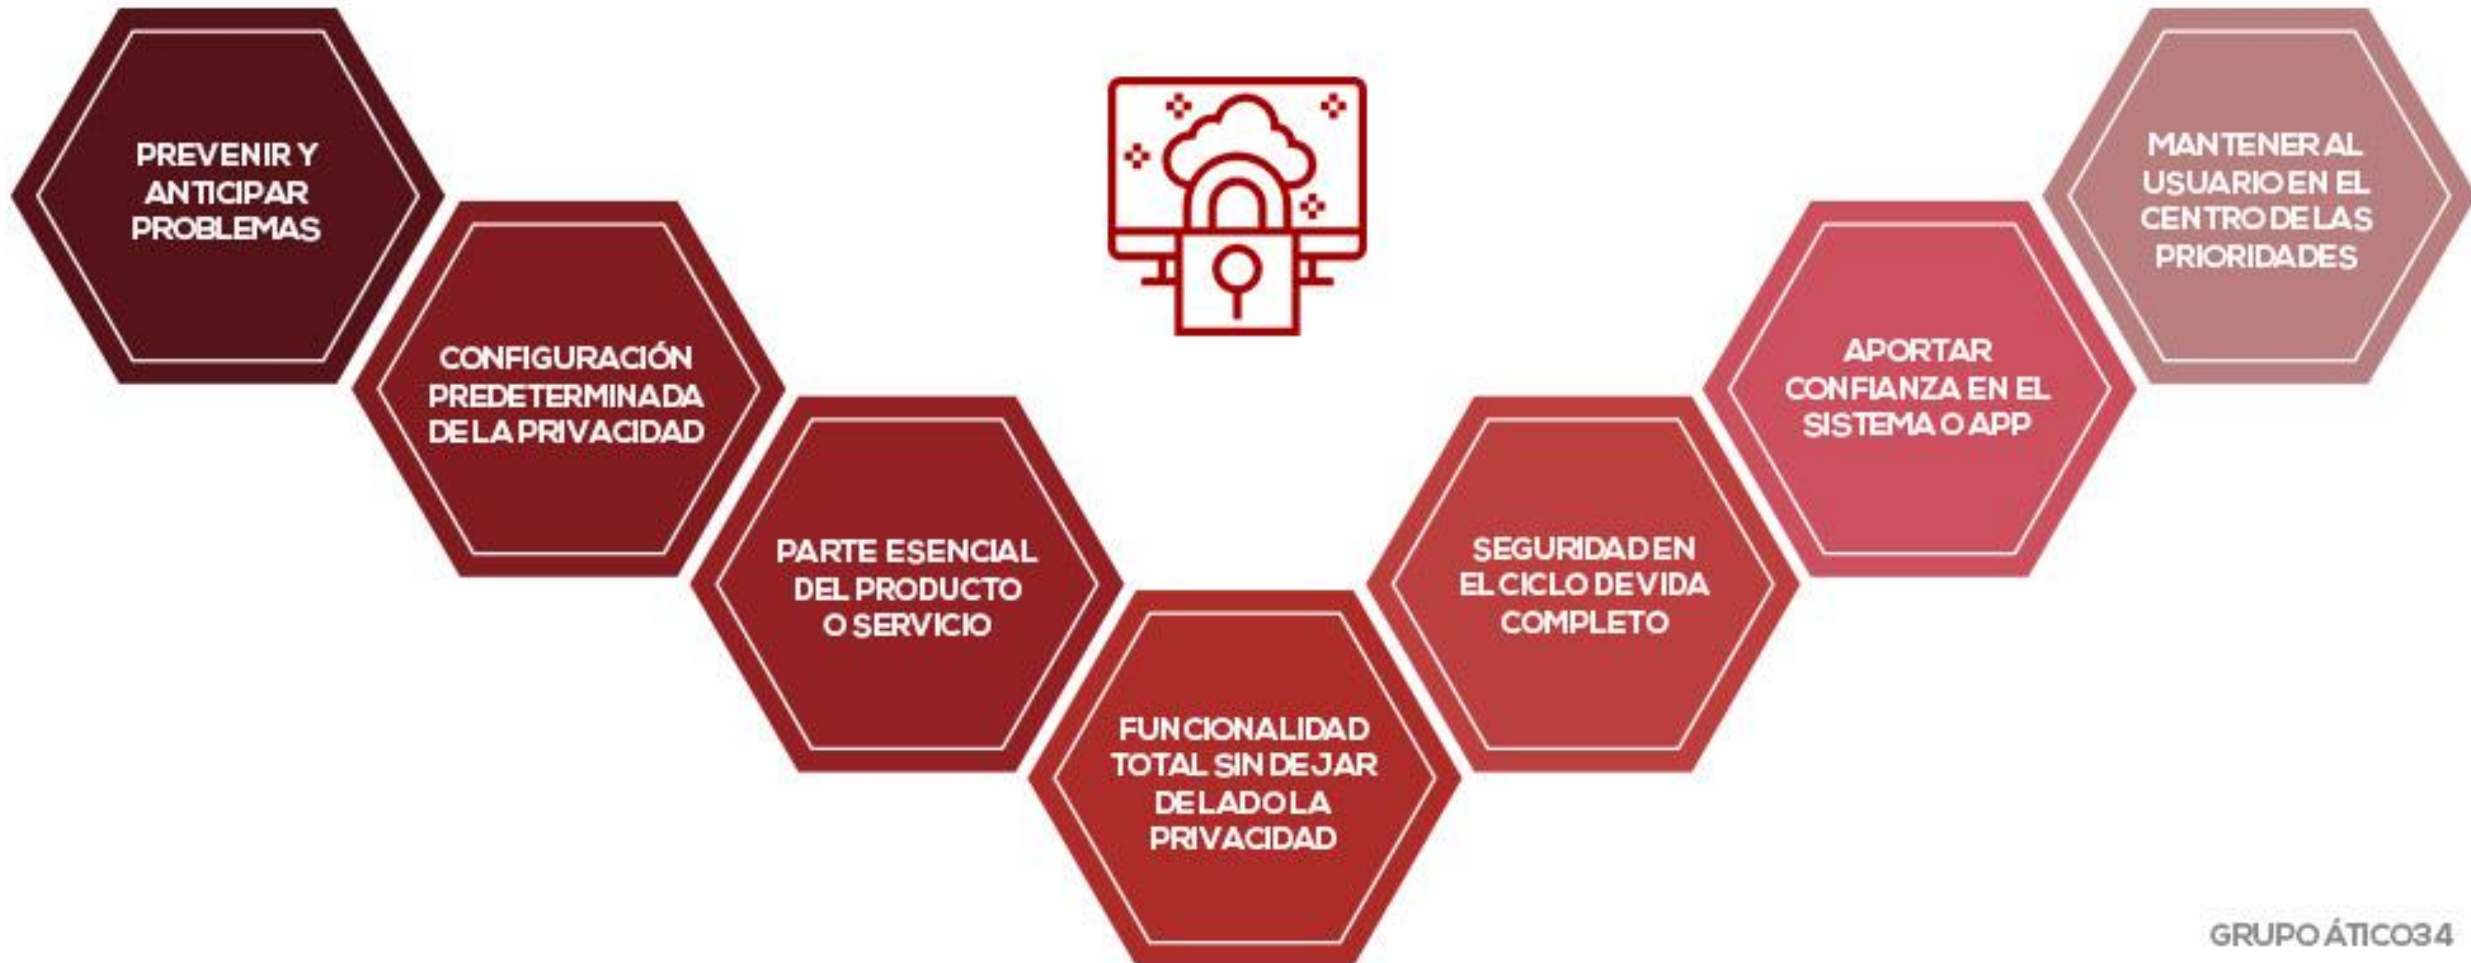 PREVENIR Y
ANTICIPAR
PROBLEMAS
CONFIGURACIÓN
PREDETERMINADA
DE LA PRIVACIDAD
PARTE ESENCIAL
DEL PRODUCTO
O SERVICIO
FUNCIONALIDAD
TOTAL SIN DEJAR
DE LADO LA
PRIVACIDAD
SEGURIDAD EN
EL CICLO DE VIDA
COMPLETO
APORTAR
CONFIANZA EN EL
SISTEMA O APP
MANTENER AL
USUARIO EN EL
CENTRO DE LAS
PRIORIDADES
GRUPO ÁTICO34